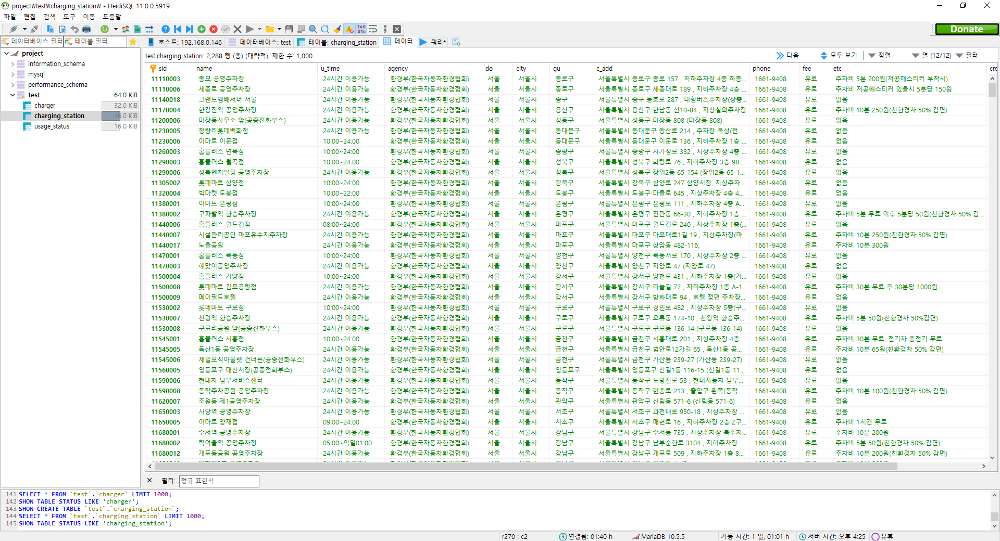 project₩test₩charging_station₩ - HeidiSQL 11.0.0.5919
파일 편집 검색 도구 이동 도움말
Donate
데이터베이스 필터 테이블 필터
호스트: 192.168.0.146 데이터베이스: test 테이블: charging_station 데이터 쿼리*
project
information_schema
mysql
performance_schema
test 64.0 KiB
charger 32.0 KiB
charging_station 16.0 KiB
usage_status 16.0 KiB
test.charging_station: 2,288 행 (총) (대략적), 제한 수: 1,000 다음 모두 보기 정렬 열 (12/12) 필터
sid name u_time agency do city gu c_add phone fee etc cre
11110003 종묘 공영주차장 24시간 이용가능 환경부(한국자동차환경협회) 서울 서울시 종로구 서울특별시 종로구 종로 157 , 지하주차장 4층 하층... 1661-9408 유료 주차비 5분 200원(저공해스티커 부착시)
11110006 세종로 공영주차장 24시간 이용가능 환경부(한국자동차환경협회) 서울 서울시 종로구 서울특별시 종로구 세종대로 189 , 지하주차장 4층... 1661-9408 유료 주차비 저공해스티커 있을시 5분당 150원
11140018 그랜드앰배서더 서울 24시간 이용가능 환경부(한국자동차환경협회) 서울 서울시 중구 서울특별시 중구 동호로 287 , 대형버스주차장(장충... 1661-9408 유료 없음
11170004 한강진역 공영주차장 24시간 이용가능 환경부(한국자동차환경협회) 서울 서울시 용산구 서울특별시 용산구 한남동 산10-84 , 지상실외주차장 1661-9408 유료 주차비 10분 250원(친환경차 50% 감면)
11200006 마장동사무소 앞(공중전화부스) 24시간 이용가능 환경부(한국자동차환경협회) 서울 서울시 성동구 서울특별시 성동구 마장동 808 (마장동 808) 1661-9408 유료 없음
11230005 청량리롯데백화점 24시간 이용가능 환경부(한국자동차환경협회) 서울 서울시 동대문구 서울특별시 동대문구 왕산로 214 , 주차장 옥상(전... 1661-9408 유료 없음
11230006 이마트 이문점 10:00~24:00 환경부(한국자동차환경협회) 서울 서울시 동대문구 서울특별시 동대문구 이문로 136 , 지하주차장 1층 ... 1661-9408 유료 없음
11260003 홈플러스 면목점 10:00~24:00 환경부(한국자동차환경협회) 서울 서울시 중랑구 서울특별시 중랑구 사가정로 332 , 지상주차장 4층 ... 1661-9408 유료 없음
11290003 홈플러스 월곡점 10:00~24:00 환경부(한국자동차환경협회) 서울 서울시 성북구 서울특별시 성북구 화랑로 76 , 지하주차장 3층 98... 1661-9408 유료 없음
11290006 성북벤처빌딩 공영주차장 24시간 이용가능 환경부(한국자동차환경협회) 서울 서울시 성북구 서울특별시 성북구 장위2동 65-154 (장위2동 65-1... 1661-9408 유료 없음
11305002 롯데마트 삼양점 10:00~24:00 환경부(한국자동차환경협회) 서울 서울시 강북구 서울특별시 강북구 삼양로 247 삼양시장, 지상주차... 1661-9408 유료 없음
11320004 빅마켓 도봉점 10:00~22:00 환경부(한국자동차환경협회) 서울 서울시 도봉구 서울특별시 도봉구 마들로 645 , 지상주차장 4층 4... 1661-9408 유료 없음
11380001 이마트 은평점 10:00~24:00 환경부(한국자동차환경협회) 서울 서울시 은평구 서울특별시 은평구 은평로 111 , 지하주차장 4층 A... 1661-9408 유료 없음
11380002 구파발역 환승주차장 24시간 이용가능 환경부(한국자동차환경협회) 서울 서울시 은평구 서울특별시 은평구 진관동 66-30 , 지하주차장 1층 ... 1661-9408 유료 주차비 5분 무료 이후 5분당 50원(친환경차 50% 감...
11440006 홈플러스 월드컵점 08:00~24:00 환경부(한국자동차환경협회) 서울 서울시 마포구 서울특별시 마포구 월드컵로 240 , 지상주차장 1층(... 1661-9408 유료 없음
11440007 시설관리공단 마포유수지주차장 24시간 이용가능 환경부(한국자동차환경협회) 서울 서울시 마포구 서울특별시 마포구 마포대로1길 19 , 지상주차장(마... 1661-9408 유료 주차비 10분 250원(친환경차 50% 감면)
11440017 노을공원 24시간 이용가능 환경부(한국자동차환경협회) 서울 서울시 마포구 서울특별시 마포구 상암동 482-116, 1661-9408 유료 주차비 10분 300원
11470001 홈플러스 목동점 10:00~24:00 환경부(한국자동차환경협회) 서울 서울시 양천구 서울특별시 양천구 목동서로 170 , 지상주차장 2층 ... 1661-9408 유료 없음
11470003 해맞이공영주차장 24시간 이용가능 환경부(한국자동차환경협회) 서울 서울시 양천구 서울특별시 양천구 지양로 47 (지양로 47) 1661-9408 유료 없음
11500004 홈플러스 가양점 10:00~24:00 환경부(한국자동차환경협회) 서울 서울시 강서구 서울특별시 강서구 양천로 431 , 지하주차장 1층(가... 1661-9408 유료 없음
11500008 롯데마트 김포공항점 24시간 이용가능 환경부(한국자동차환경협회) 서울 서울시 강서구 서울특별시 강서구 하늘길 77 , 지하주차장 1층 A-1... 1661-9408 유료 주차비 30분 무료 후 30분당 1000원
11500009 메이필드호텔 24시간 이용가능 환경부(한국자동차환경협회) 서울 서울시 강서구 서울특별시 강서구 방화대로 94 , 호텔 정면 주차장... 1661-9408 유료 없음
11530002 롯데마트 구로점 10:00~24:00 환경부(한국자동차환경협회) 서울 서울시 구로구 서울특별시 구로구 경인로 482 , 지상주차장 5층(구... 1661-9408 유료 없음
11530007 천왕역 환승주차장 24시간 이용가능 환경부(한국자동차환경협회) 서울 서울시 구로구 서울특별시 구로구 오류동 174-10 , 천왕역 환승주... 1661-9408 유료 주차비 5분 50원(친환경차 50%감면)
11530008 구로리공원 앞(공중전화부스) 24시간 이용가능 환경부(한국자동차환경협회) 서울 서울시 구로구 서울특별시 구로구 구로동 136-14 (구로동 136-14) 1661-9408 유료 없음
11545001 홈플러스 시흥점 10:00~24:00 환경부(한국자동차환경협회) 서울 서울시 금천구 서울특별시 금천구 시흥대로 201 , 지상주차장 4층 ... 1661-9408 유료 주차비 30분 무료, 전기차 충전기 무료
11545005 독산1동 공영주차장 24시간 이용가능 환경부(한국자동차환경협회) 서울 서울시 금천구 서울특별시 금천구 범안로12가길 65 , 독산1동 공... 1661-9408 유료 주차비 10분 65원(친환경차 50% 감면)
11545006 제일모직아울렛 건너편(공중전화부스) 24시간 이용가능 환경부(한국자동차환경협회) 서울 서울시 금천구 서울특별시 금천구 가산동 239-27 (가산동 239-27) 1661-9408 유료 없음
11560005 영등포구 대신시장(공중전화부스) 24시간 이용가능 환경부(한국자동차환경협회) 서울 서울시 영등포구 서울특별시 영등포구 신길1동 116-15 (신길1동 11... 1661-9408 유료 없음
11590006 현대차 남부서비스센터 24시간 이용가능 환경부(한국자동차환경협회) 서울 서울시 동작구 서울특별시 동작구 노량진로 53 , 현대자동차 남부... 1661-9408 유료 없음
11590008 동작주차공원 공영주차장 24시간 이용가능 환경부(한국자동차환경협회) 서울 서울시 동작구 서울특별시 동작구 현충로 213 , 출입구 왼쪽(동작... 1661-9408 유료 주차비 10분 100원(친환경차 50% 감면)
11620007 조원동 제1공영주차장 24시간 이용가능 환경부(한국자동차환경협회) 서울 서울시 관악구 서울특별시 관악구 신림동 571-6 (신림동 571-6) 1661-9408 유료 없음
11650003 사당역 공영주차장 24시간 이용가능 환경부(한국자동차환경협회) 서울 서울시 서초구 서울특별시 서초구 과천대로 950-18 , 지상주차장 ... 1661-9408 유료 없음
11650005 이마트 양재점 09:00~24:00 환경부(한국자동차환경협회) 서울 서울시 서초구 서울특별시 서초구 매헌로 16 , 지하주차장 2층 Z구... 1661-9408 유료 주차비 1시간 무료
11680001 수서역 공영주차장 24시간 이용가능 환경부(한국자동차환경협회) 서울 서울시 강남구 서울특별시 강남구 수서동 735 , 지상주차장 북주차... 1661-9408 유료 주차비 10분 200원
11680002 학여울역 공영주차장 05:00~익일01:00 환경부(한국자동차환경협회) 서울 서울시 강남구 서울특별시 강남구 남부순환로 3104 , 지하주차장 ... 1661-9408 유료 주차비 5분 50원(친환경차 50% 감면)
11680012 개포동공원 공영주차장 24시간 이용가능 환경부(한국자동차환경협회) 서울 서울시 강남구 서울특별시 강남구 개포로 509 , 지하주차장 1층 8... 1661-9408 유료 주차비 10분 200원(친환경차 50% 감면)
필터: 정규 표현식
141 SELECT * FROM `test`.`charger` LIMIT 1000;
142 SHOW TABLE STATUS LIKE 'charger';
143 SHOW CREATE TABLE `test`.`charging_station`;
144 SELECT * FROM `test`.`charging_station` LIMIT 1000;
145 SHOW TABLE STATUS LIKE 'charging_station';
r270 : c2 연결됨: 01:40 h MariaDB 10.5.5 가동 시간: 1 일, 01:01 h 서버 시간: 오후 4:25 유휴